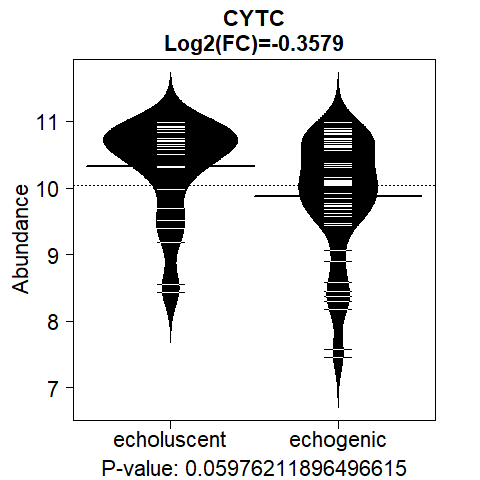 CYTC
Log2(FC)=-0.3579
Abundance
11
10
9
8
7
echoluscent echogenic
P-value: 0.05976211896496615